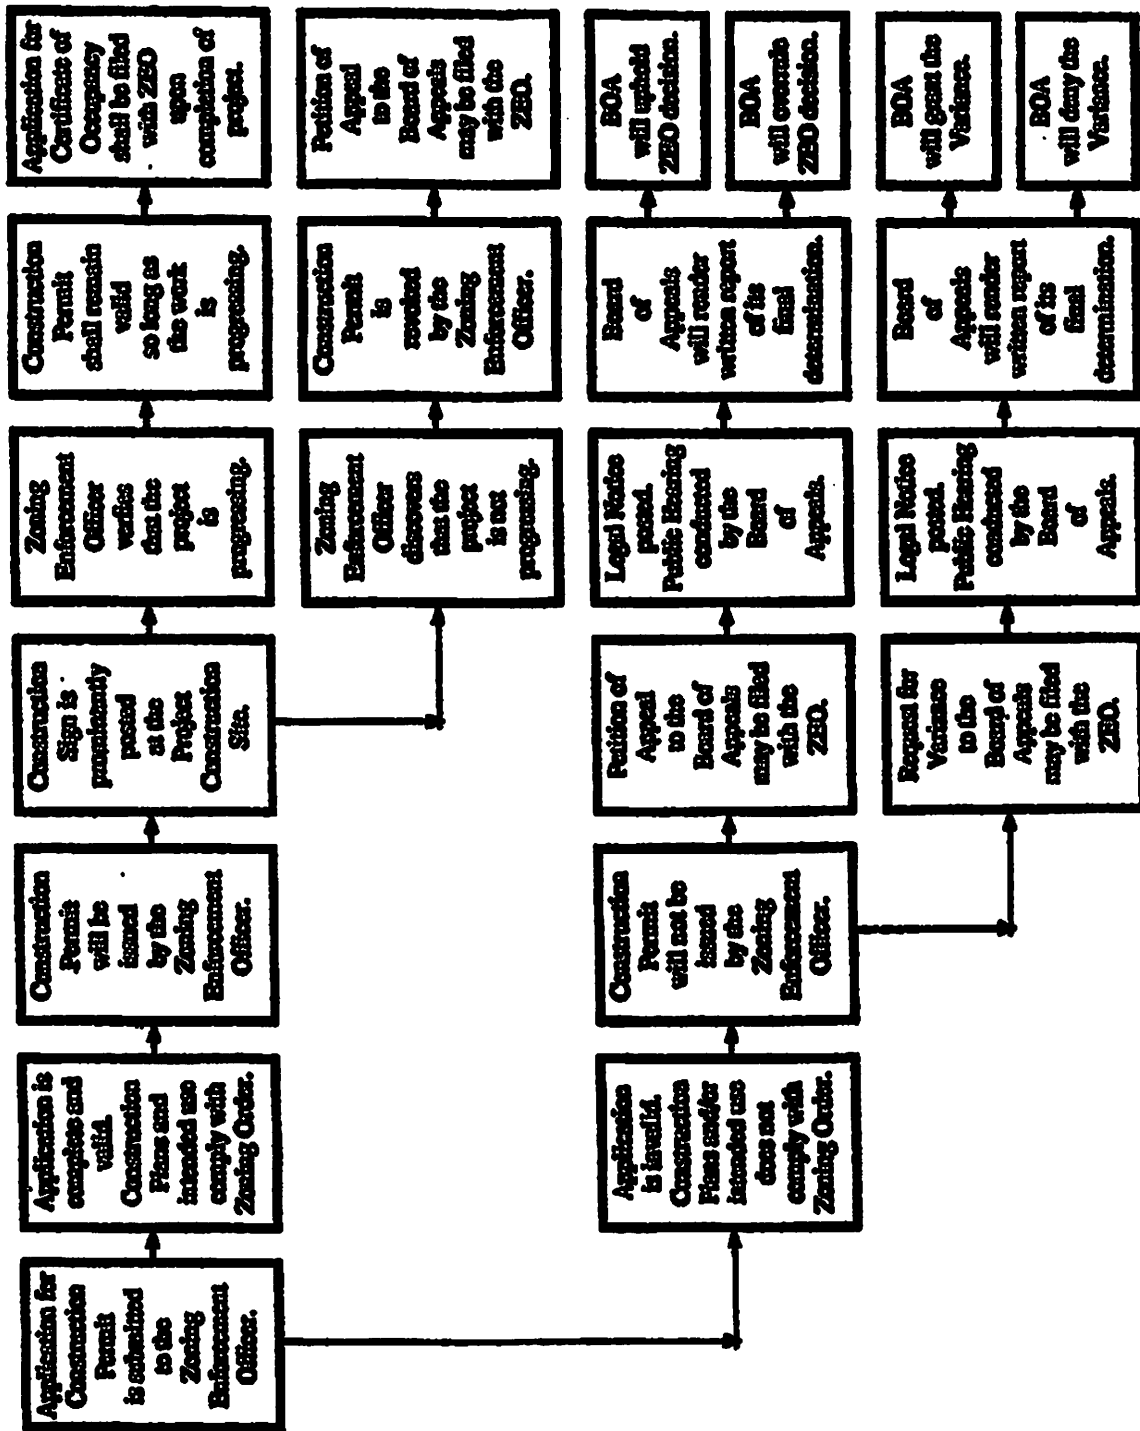 Application for
Construction
Permit
is submitted
to the
Zoning
Enforcement
Officer.
Application is
complete and
valid.
Construction
Plans and
intended use
comply with
Zoning Order.
Construction
Permit
will be
issued
by the
Zoning
Enforcement
Officer.
Construction
Sign is
prominantly
posted
at the
Project
Construction
Site.
Zoning
Enforcement
Officer
verfies
that the
project
is
progressing.
Construction
Permit
shall remain
valid
so long as
the work
is
progressing.
Application for
Certificate of
Occupancy
shall be filed
with ZEO
upon
completion of
project.
Zoning
Enforcement
Officer
discovers
that the
project
is not
progressing.
Construction
Permit
is
revoked
by the
Zoning
Enforcement
Officer.
Petition of
Appeal
to the
Board of
Appeals
may be filed
with the
ZEO.
Application
is invalid.
Construction
Plans and/or
intended use
does not
comply with
Zoning Order.
Construction
Permit
will not be
issued
by the
Zoning
Enforcement
Officer.
Petition of
Appeal
to the
Board of
Appeals
may be filed
with the
ZEO.
Legal Notice
posted.
Public Hearing
conducted
by the
Board
of
Appeals.
Board
of
Appeals
will render
written report
of its
final
determination.
BOA
will uphold
ZEO decision.
BOA
will overrule
ZEO decision.
Request for
Variance
to the
Board of
Appeals
may be filed
with the
ZEO.
Legal Notice
posted.
Public Hearing
conducted
by the
Board
of
Appeals.
Board
of
Appeals
will render
written report
of its
final
determination.
BOA
will grant the
Variance.
BOA
will deny the
Variance.